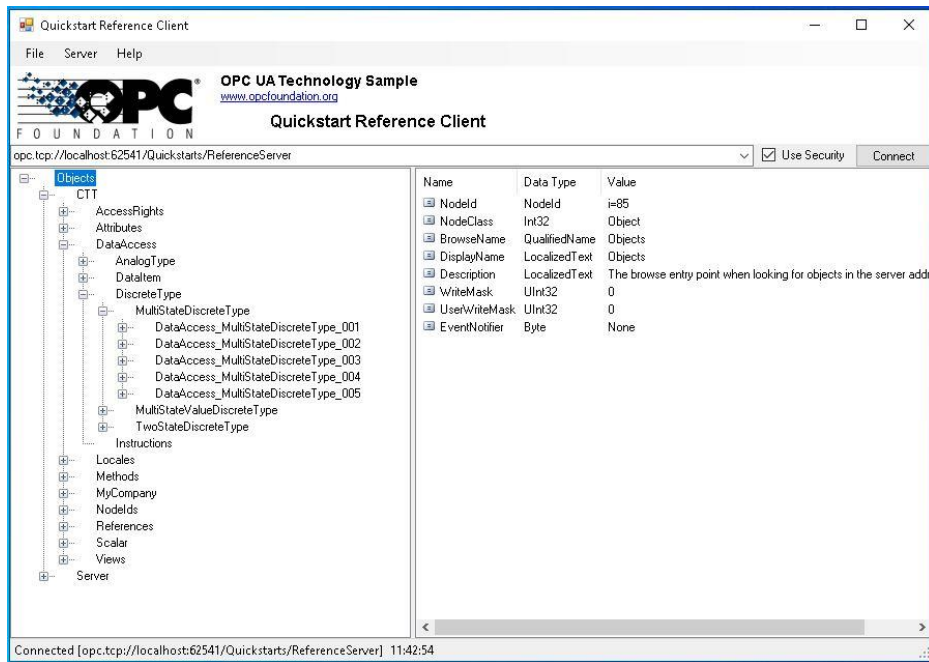 Quickstart Reference Client
File Server Help
OPC
FOUNDATION
OPC UA Technology Sample
www.opcfoundation.org
Quickstart Reference Client
opc.tcp://localhost:62541/Quickstarts/ReferenceServer
Use Security
Connect
Objects
CTT
AccessRights
Attributes
DataAccess
AnalogType
DataItem
DiscreteType
MultiStateDiscreteType
DataAccess_MultiStateDiscreteType_001
DataAccess_MultiStateDiscreteType_002
DataAccess_MultiStateDiscreteType_003
DataAccess_MultiStateDiscreteType_004
DataAccess_MultiStateDiscreteType_005
MultiStateValueDiscreteType
TwoStateDiscreteType
Instructions
Locales
Methods
MyCompany
NodeIds
References
Scalar
Views
Server
Name Data Type Value
NodeId NodeId i=85
NodeClass Int32 Object
BrowseName QualifiedName Objects
DisplayName LocalizedText Objects
Description LocalizedText The browse entry point when looking for objects in the server addr
WriteMask UInt32 0
UserWriteMask UInt32 0
EventNotifier Byte None
Connected [opc.tcp://localhost:62541/Quickstarts/ReferenceServer] 11:42:54